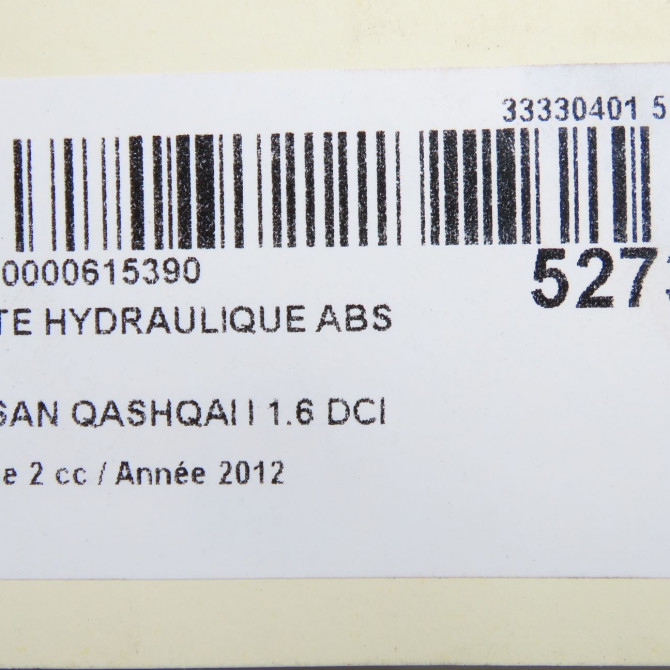 33330401 5
0000615390
527
TE HYDRAULIQUE ABS
SAN QASHQAI I 1.6 DCI
e 2 cc / Année 2012